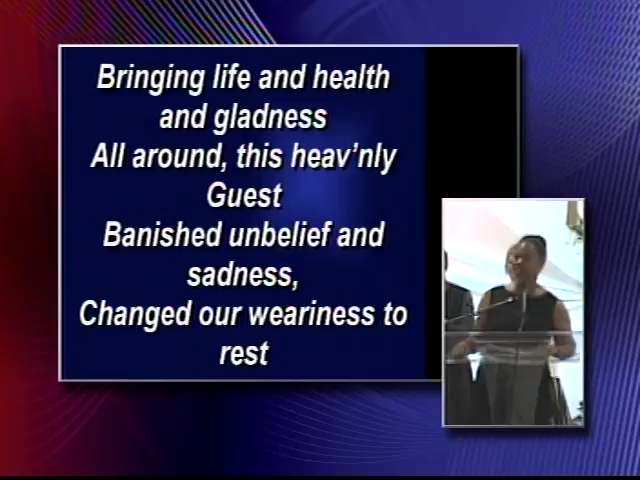 Bringing life and health
and gladness
All around, this heav'nly
Guest
Banished unbelief and
sadness,
Changed our weariness to
rest